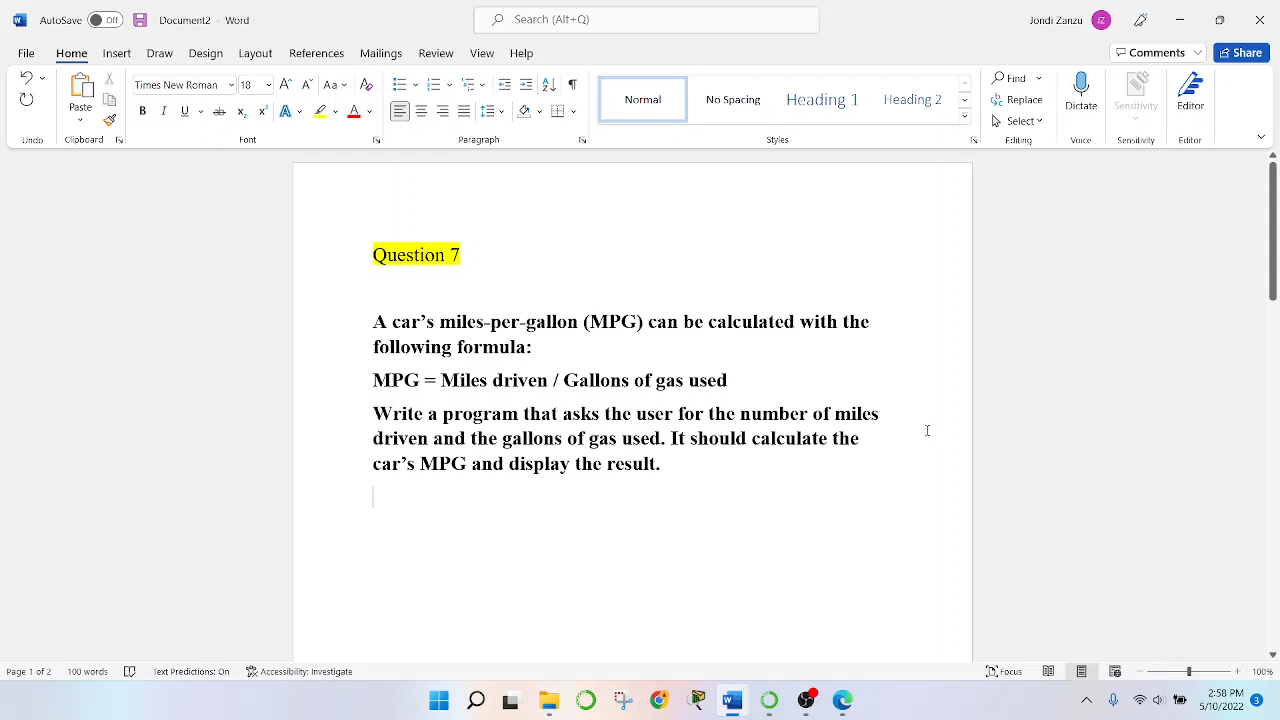 AutoSave Off Document2 - Word Search (Alt+Q) Jondi Zanzu JZ
File Home Insert Draw Design Layout References Mailings Review View Help Comments Share
Paste Times New Roman 18 Aa Normal No Spacing Heading 1 Heading 2 Find Replace Select Dictate Sensitivity Editor
Undo Clipboard Font Paragraph Styles Editing Voice Sensitivity Editor
Question 7
A car’s miles-per-gallon (MPG) can be calculated with the
following formula:
MPG = Miles driven / Gallons of gas used
Write a program that asks the user for the number of miles
driven and the gallons of gas used. It should calculate the
car’s MPG and display the result.
Page 1 of 2 100 words Text Predictions: On Accessibility: Investigate Focus 100%
2:58 PM
5/10/2022 3